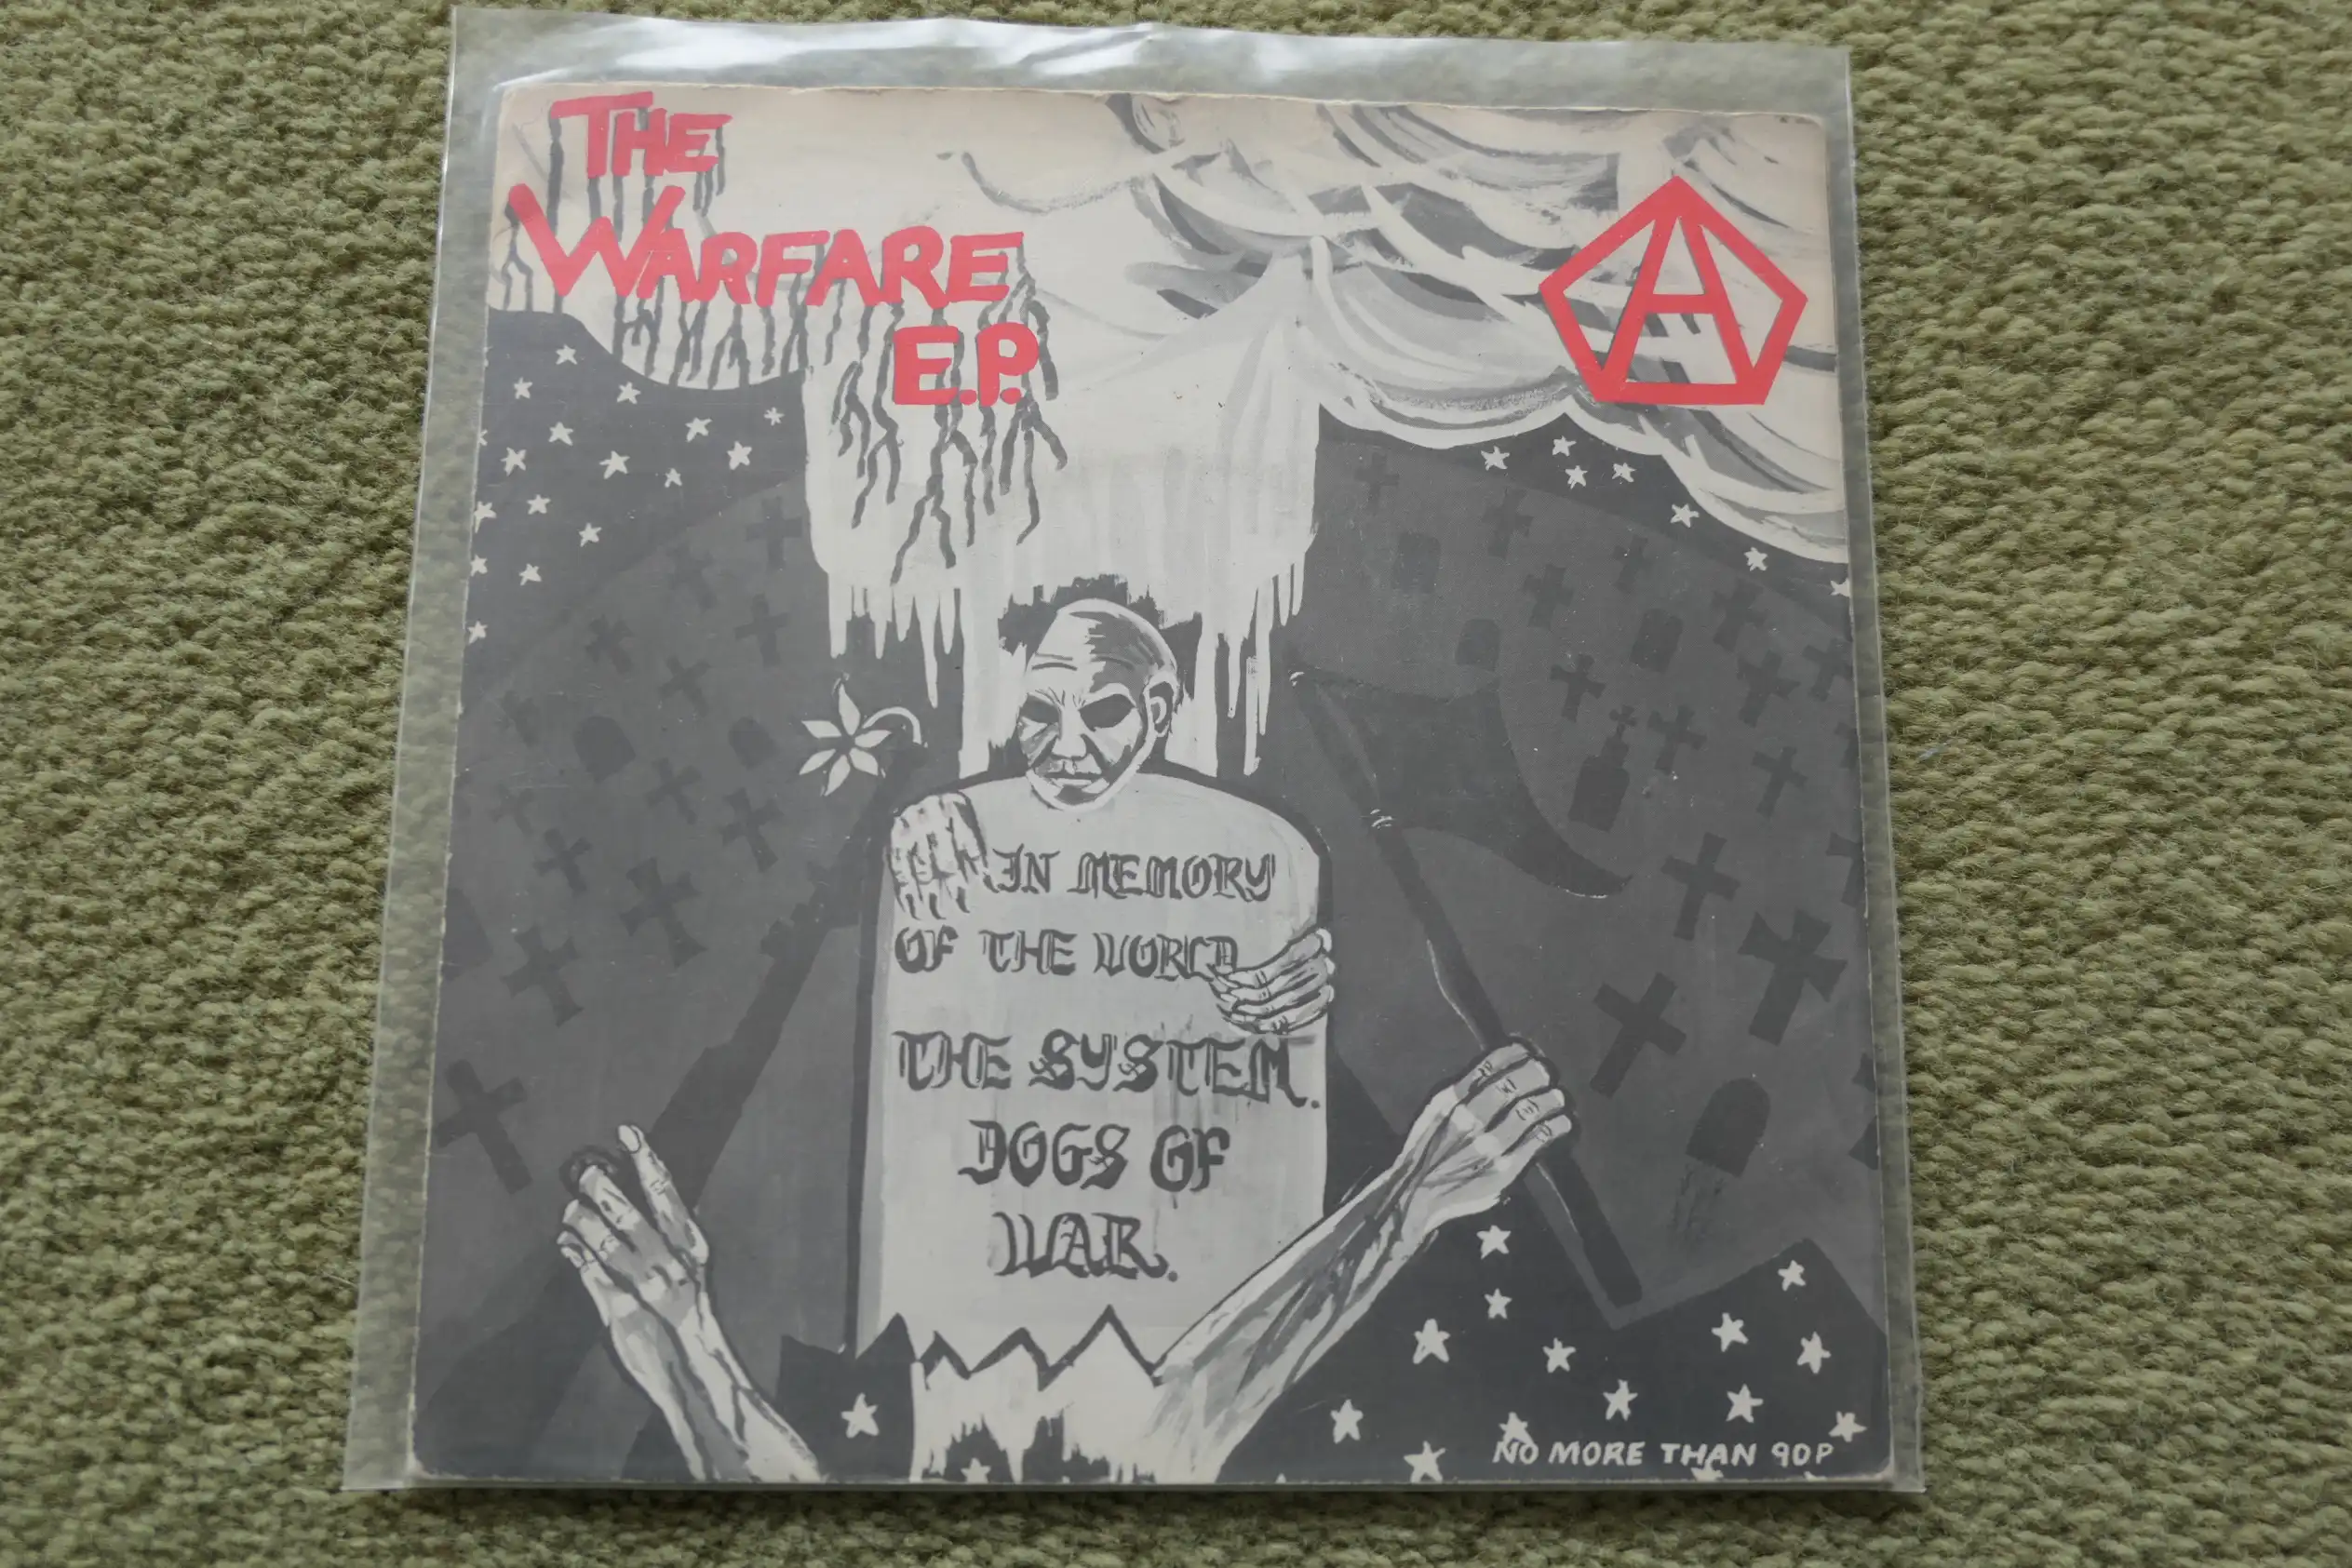 THE
WARFARE
E.P.
A
IN MEMORY
OF THE WORLD
THE SYSTEM.
DOGS OF
WAR.
NO MORE THAN 90P